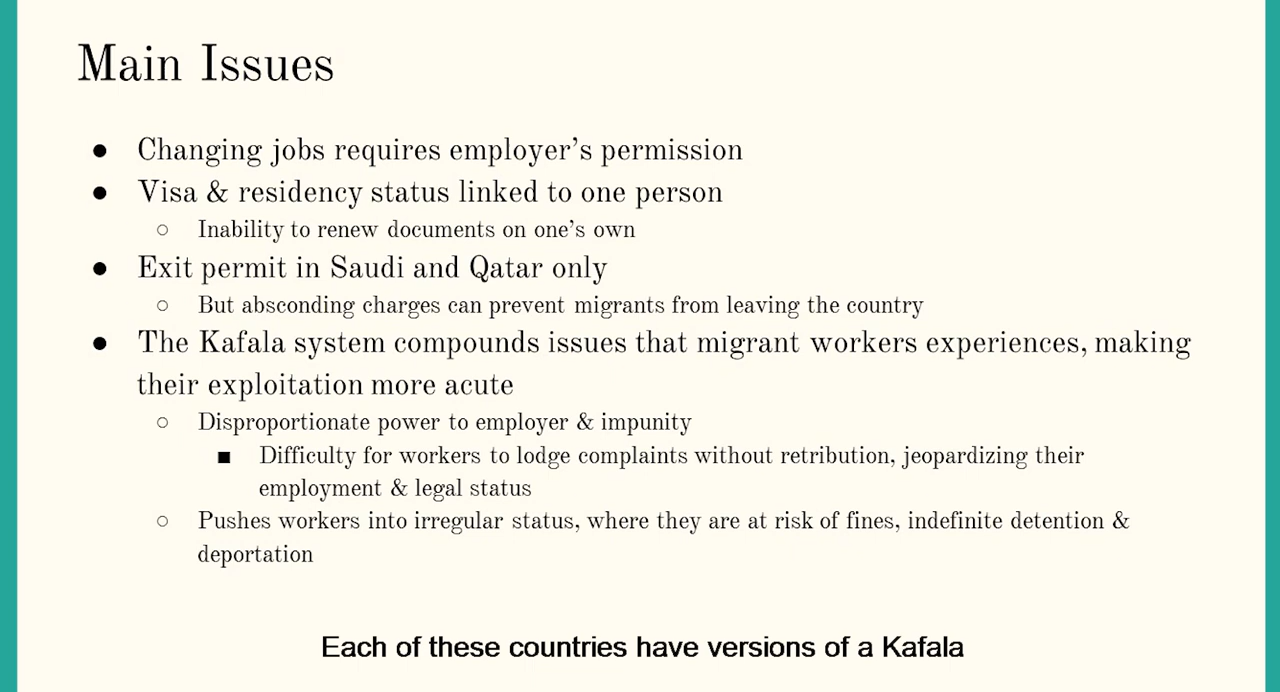 Main Issues
● Changing jobs requires employer's permission
● Visa & residency status linked to one person
○ Inability to renew documents on one's own
● Exit permit in Saudi and Qatar only
○ But absconding charges can prevent migrants from leaving the country
● The Kafala system compounds issues that migrant workers experiences, making
their exploitation more acute
○ Disproportionate power to employer & impunity
■ Difficulty for workers to lodge complaints without retribution, jeopardizing their
employment & legal status
○ Pushes workers into irregular status, where they are at risk of fines, indefinite detention &
deportation
Each of these countries have versions of a Kafala